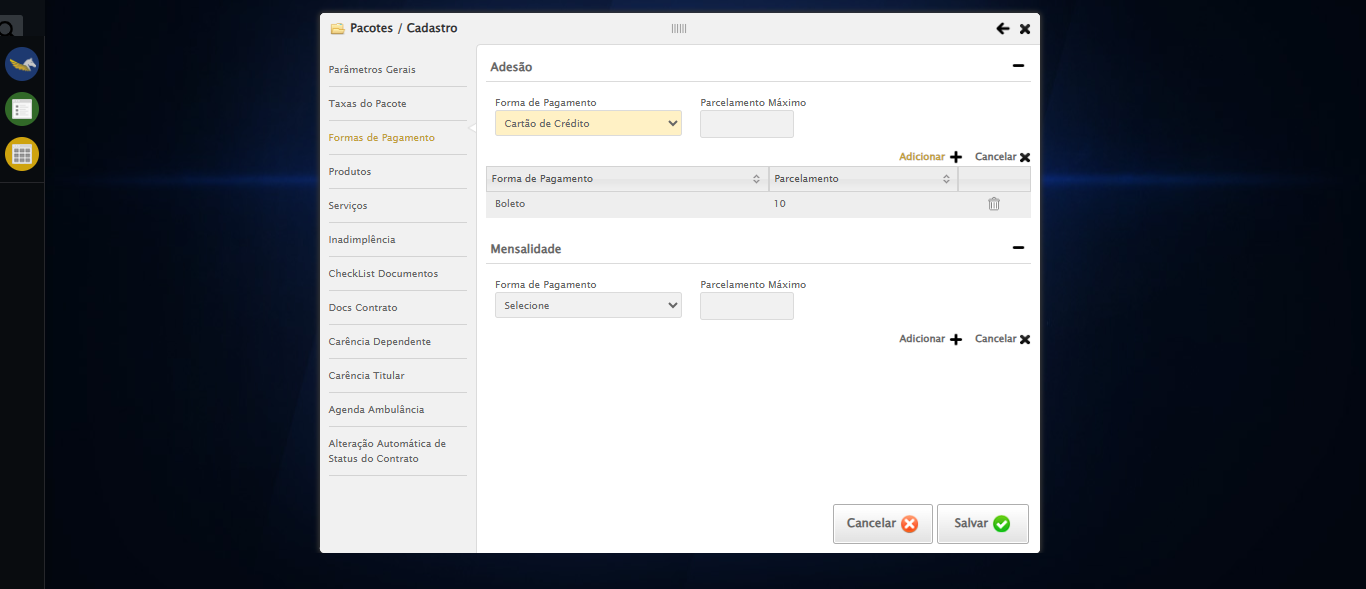 Pacotes / Cadastro
Parâmetros Gerais
Taxas do Pacote
Formas de Pagamento
Produtos
Serviços
Inadimplência
CheckList Documentos
Docs Contrato
Carência Dependente
Carência Titular
Agenda Ambulância
Alteração Automática de
Status do Contrato
Adesão
Forma de Pagamento Parcelamento Máximo
Cartão de Crédito
Adicionar Cancelar
Forma de Pagamento Parcelamento
Boleto 10
Mensalidade
Forma de Pagamento Parcelamento Máximo
Selecione
Adicionar Cancelar
Cancelar Salvar